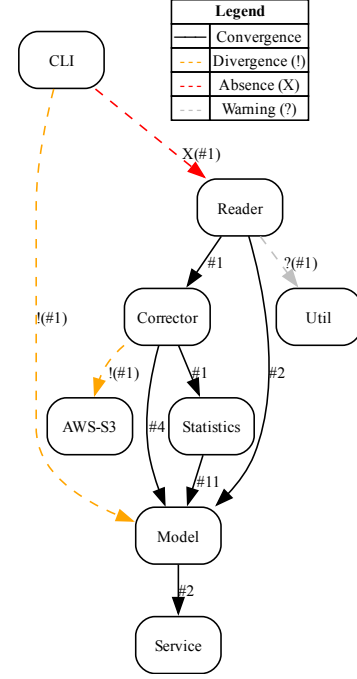 Legend
Convergence
Divergence (!)
Absence (X)
Warning (?)
CLI
X(#1)
Reader
#1
?(#1)
Corrector
Util
!(#1)
!(#1)
#1
#2
AWS-S3
#4
Statistics
#11
Model
#2
Service